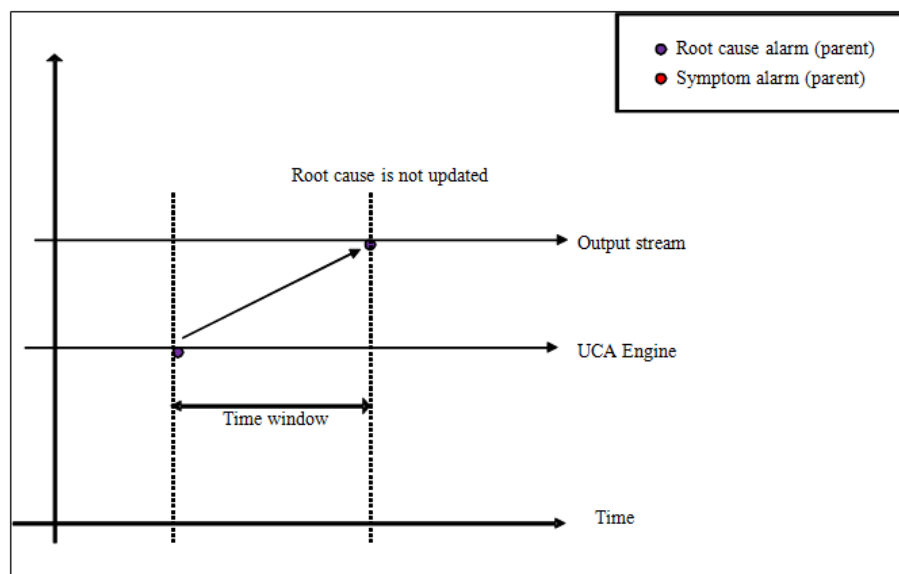 Root cause alarm (parent)
Symptom alarm (parent)
Root cause is not updated
Output stream
UCA Engine
Time window
Time